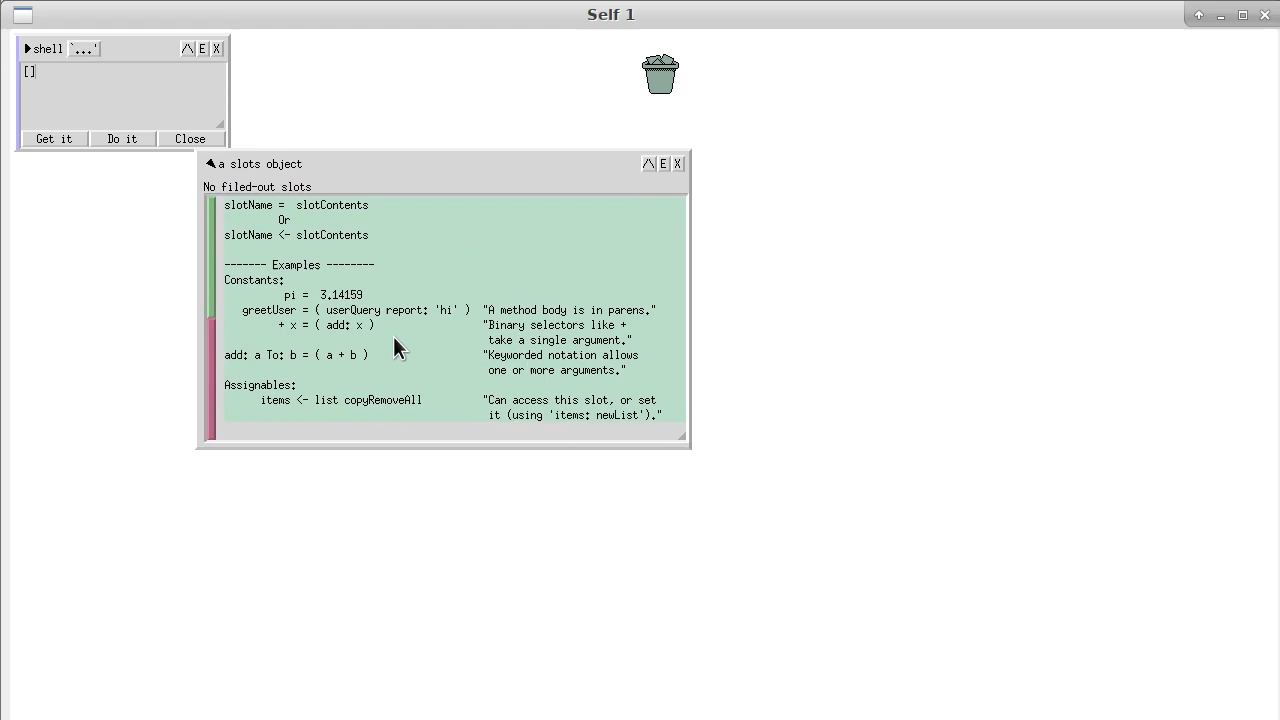 Self 1
shell `...' /\ E X
[]
Get it Do it Close
a slots object /\ E X
No filed-out slots
slotName =  slotContents
Or
slotName <- slotContents
------- Examples --------
Constants:
pi =  3.14159
greetUser = ( userQuery report: 'hi' )  "A method body is in parens."
+ x = ( add: x )  "Binary selectors like +
take a single argument."
add: a To: b = ( a + b )  "Keyworded notation allows
one or more arguments."
Assignables:
items <- list copyRemoveAll  "Can access this slot, or set
it (using 'items: newList')."